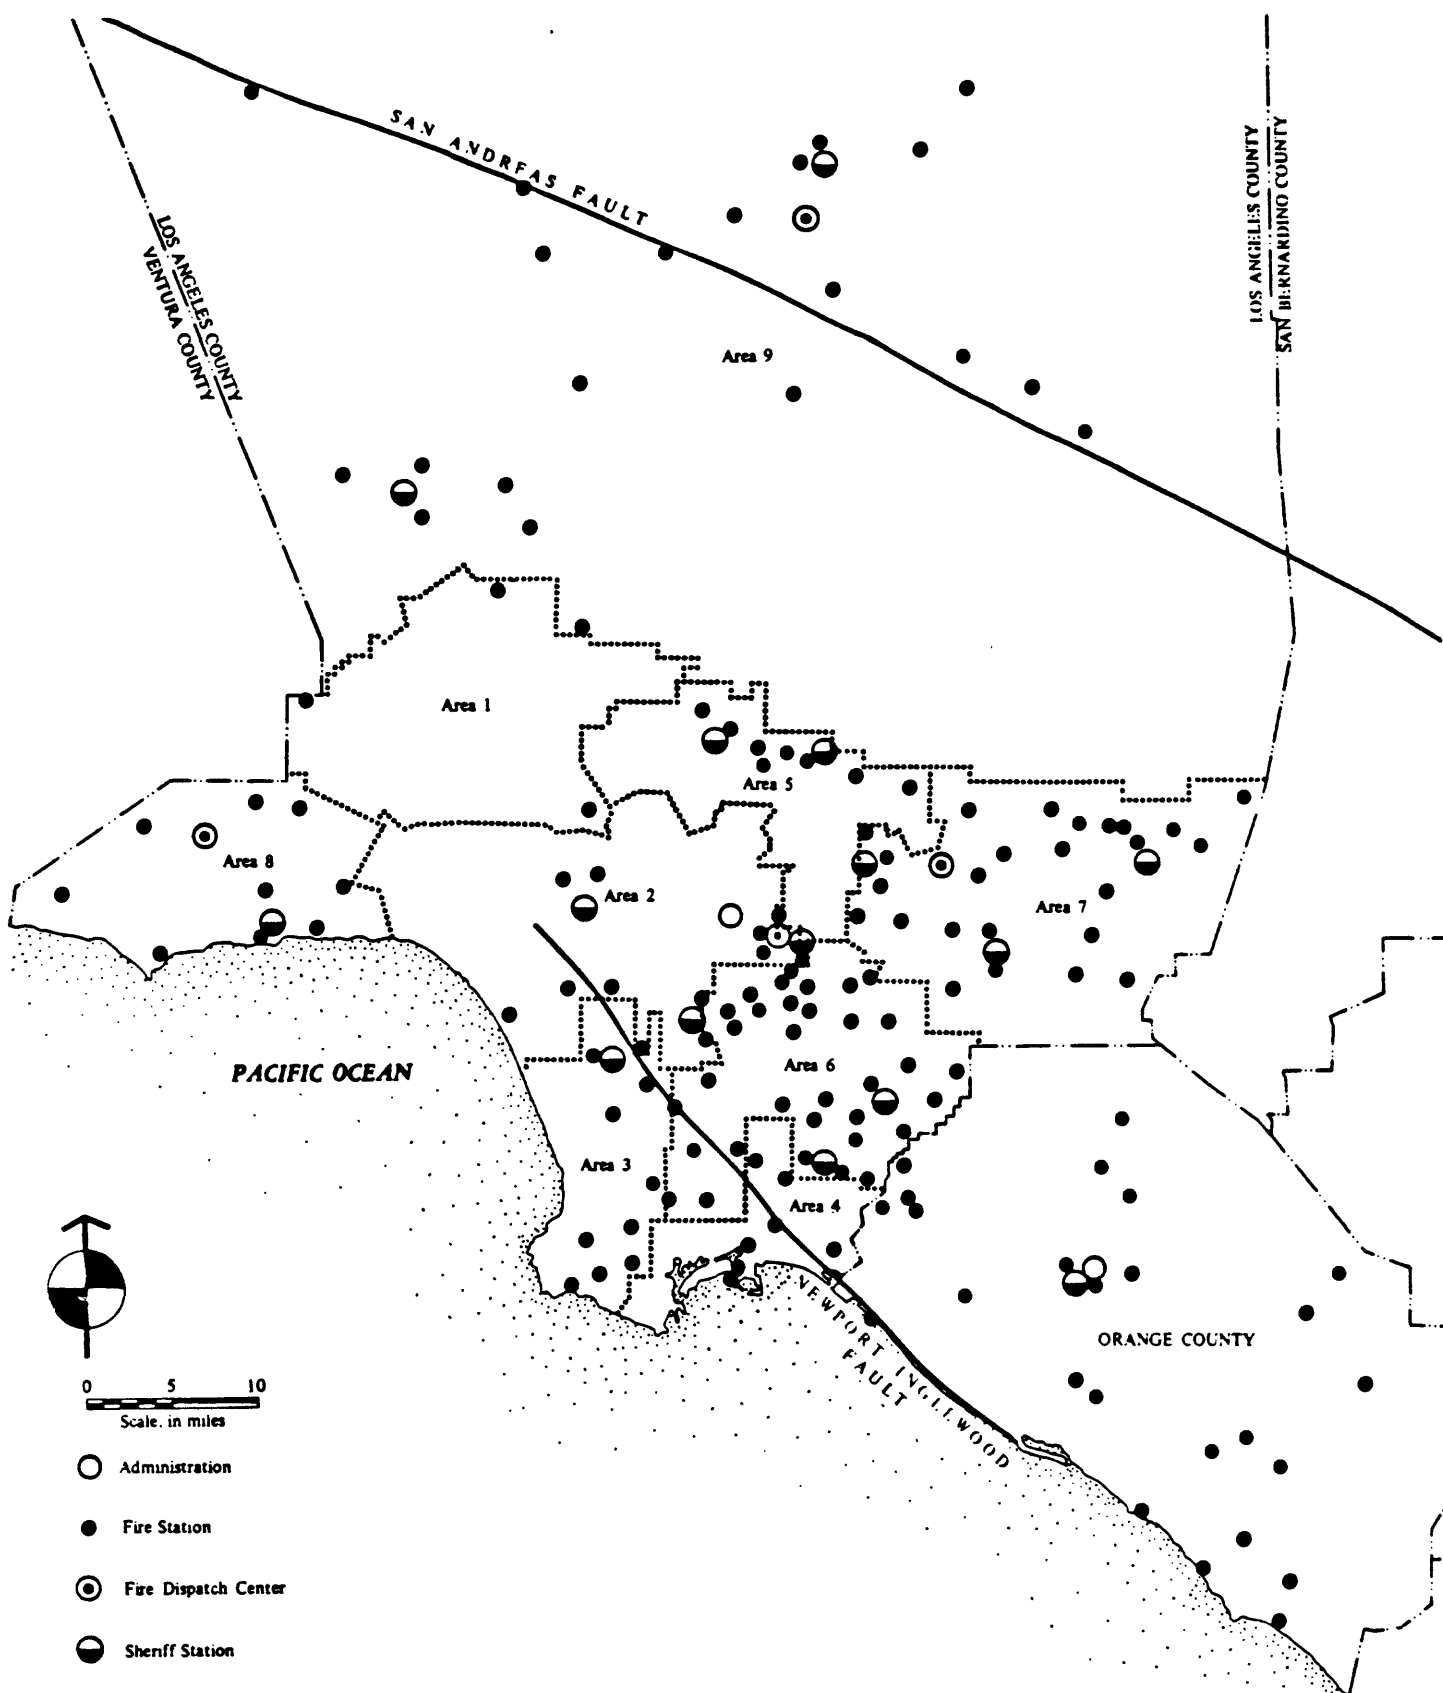 SAN ANDREAS FAULT
LOS ANGELES COUNTY
VENTURA COUNTY
LOS ANGELES COUNTY
SAN BERNARDINO COUNTY
Area 9
Area 1
Area 5
Area 8
Area 2
Area 7
PACIFIC OCEAN
Area 6
Area 3
Area 4
NEWPORT INGLEWOOD
FAULT
ORANGE COUNTY
0 5 10
Scale, in miles
Administration
Fire Station
Fire Dispatch Center
Sheriff Station